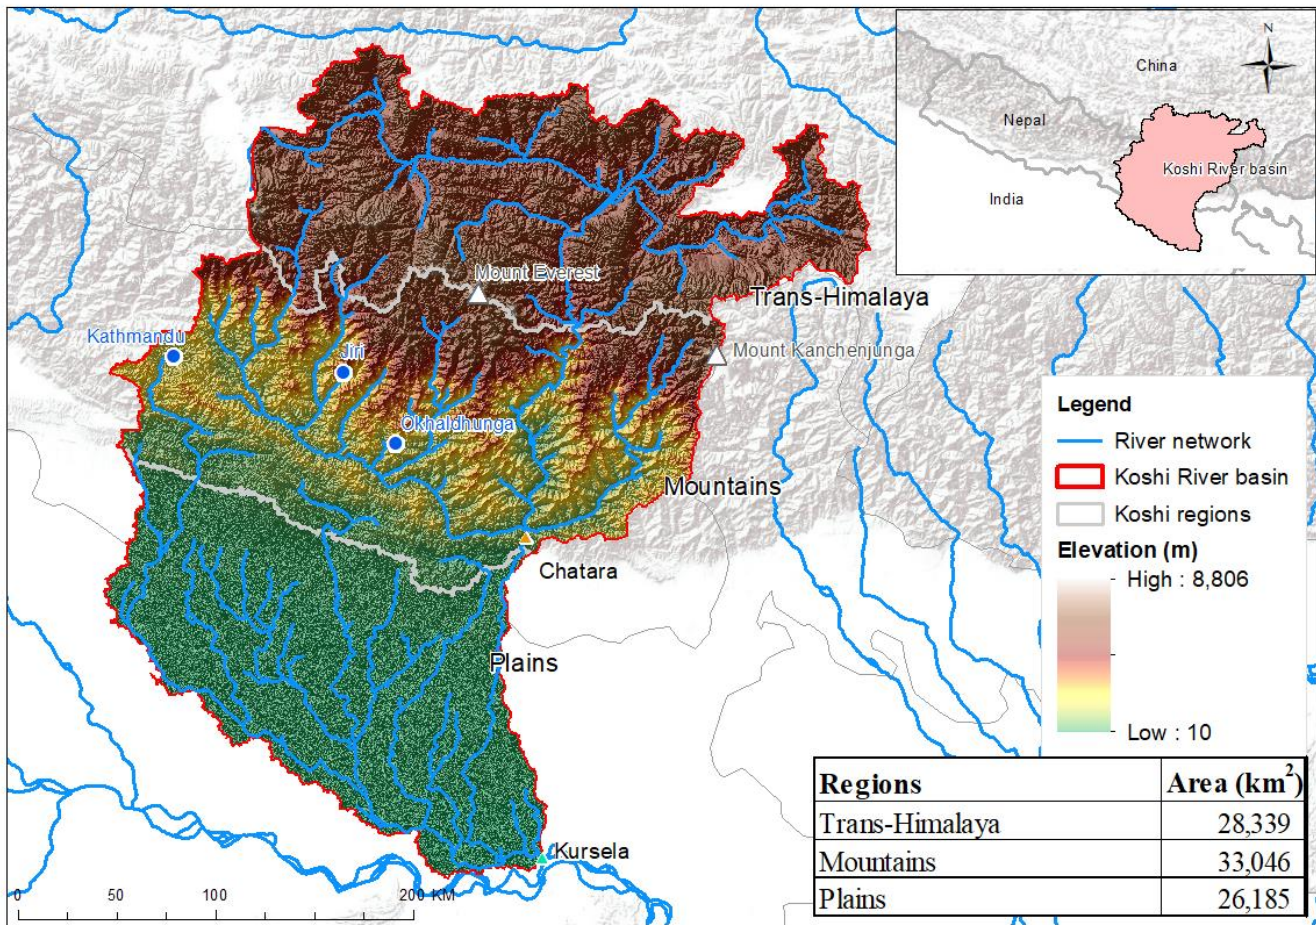 N
China
Nepal
Koshi River basin
India
Mount Everest
Trans-Himalaya
Kathmandu
Jiri
Mount Kanchenjunga
Okhaldhunga
Mountains
Chatara
Plains
Kursela
Legend
River network
Koshi River basin
Koshi regions
Elevation (m)
High : 8,806
Low : 10
0 50 100 200 KM
Regions Area (km²)
Trans-Himalaya 28,339
Mountains 33,046
Plains 26,185